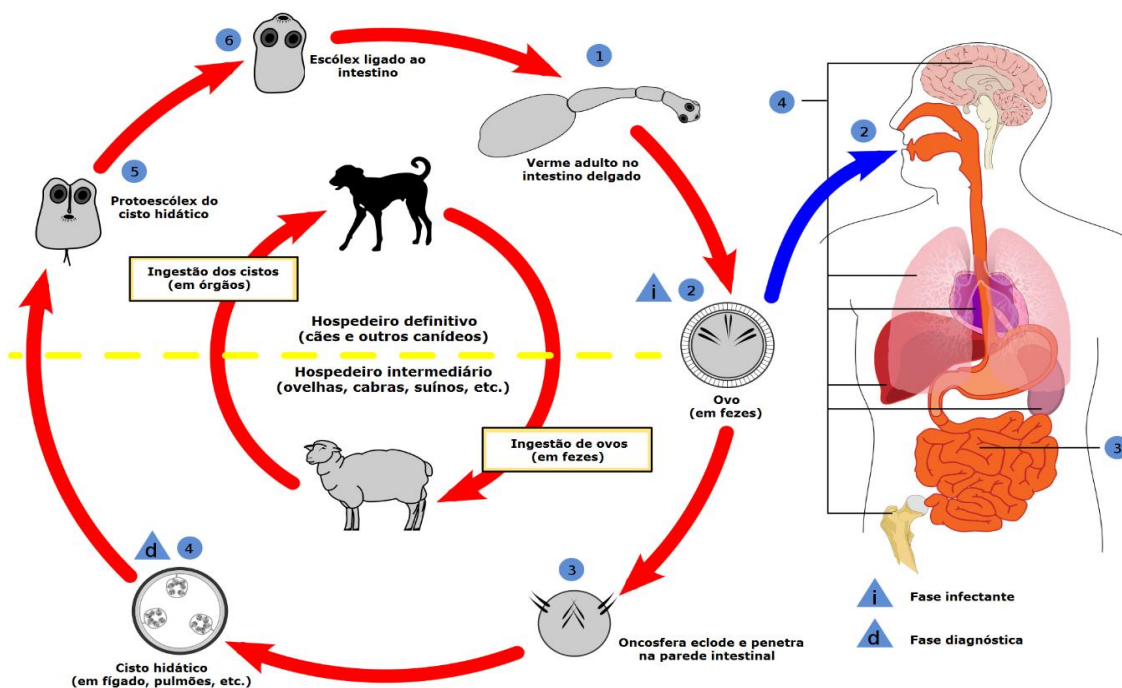 6
Escólex ligado ao
intestino
1
Verme adulto no
intestino delgado
5
Protoescólex do
cisto hidático
Ingestão dos cistos
(em órgãos)
Hospedeiro definitivo
(cães e outros canídeos)
Hospedeiro intermediário
(ovelhas, cabras, suínos, etc.)
Ingestão de ovos
(em fezes)
i
2
Ovo
(em fezes)
3
Oncosfera eclode e penetra
na parede intestinal
d
4
Cisto hidático
(em fígado, pulmões, etc.)
4
2
3
i
Fase infectante
d
Fase diagnóstica